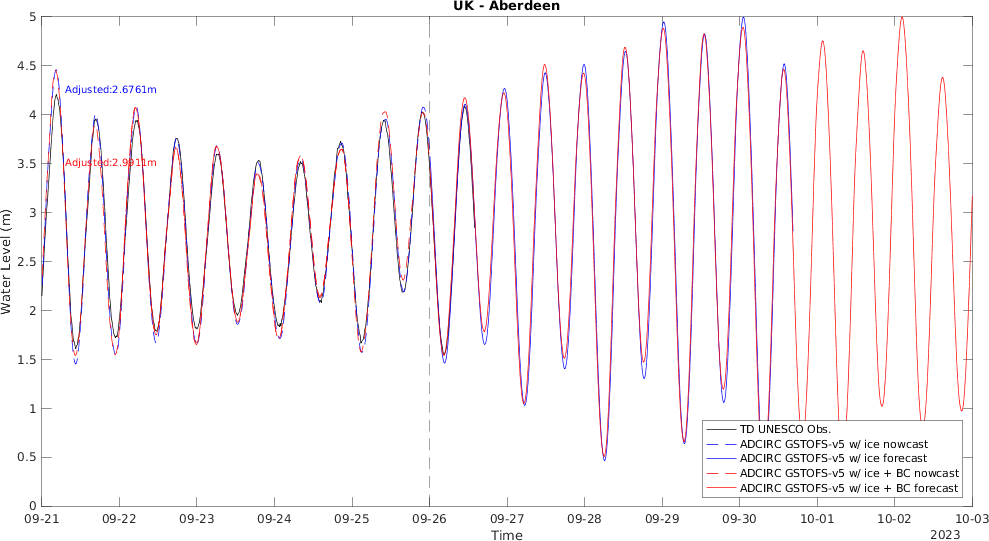 UK - Aberdeen
5
4.5
4
3.5
3
2.5
2
1.5
1
0.5
0
Water Level (m)
Adjusted:2.6761m
Adjusted:2.9911m
TD UNESCO Obs.
ADCIRC GSTOFS-v5 w/ ice nowcast
ADCIRC GSTOFS-v5 w/ ice forecast
ADCIRC GSTOFS-v5 w/ ice + BC nowcast
ADCIRC GSTOFS-v5 w/ ice + BC forecast
09-21 09-22 09-23 09-24 09-25 09-26 09-27 09-28 09-29 09-30 10-01 10-02 10-03
Time
2023